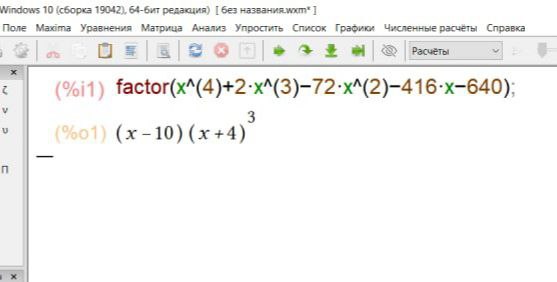 Windows 10 (сборка 19042), 64-бит редакция) [ без названия.wxm* ]
Поле Maxima Уравнения Матрица Анализ Упростить Список Графики Численные расчёты Справка
Расчёты
(%i1) factor(x^(4)+2·x^(3)−72·x^(2)−416·x−640);
(%o1) (x−10)(x+4)³
ζ
ν
υ
Π